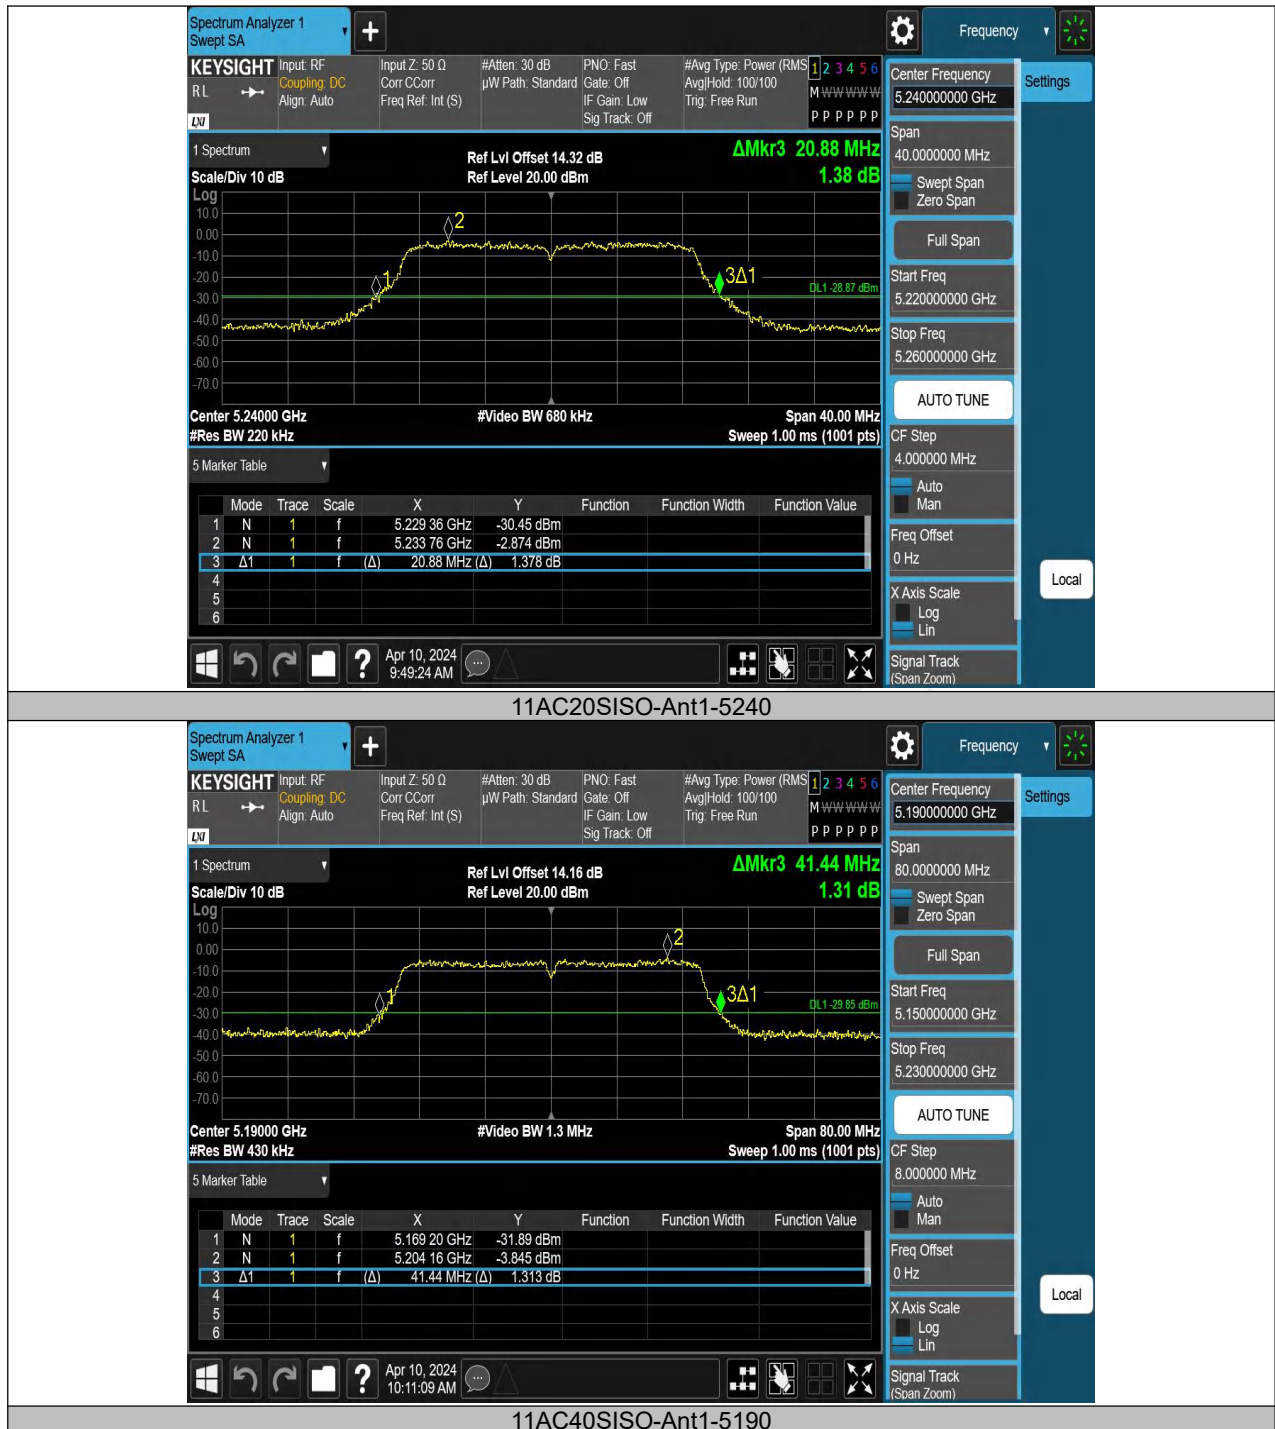 Spectrum Analyzer 1
Swept SA
+
Frequency
KEYSIGHT
RL
LXI
Input: RF
Coupling: DC
Align: Auto
Input Z: 50 Ω
Corr CCorr
Freq Ref: Int (S)
#Atten: 30 dB
µW Path: Standard
PNO: Fast
Gate: Off
IF Gain: Low
Sig Track: Off
#Avg Type: Power (RMS
Avg|Hold: 100/100
Trig: Free Run
1 2 3 4 5 6
M W W W W W
P P P P P P
1 Spectrum
Scale/Div 10 dB
Ref Lvl Offset 14.32 dB
Ref Level 20.00 dBm
ΔMkr3 20.88 MHz
1.38 dB
Log
10.0
0.00
-10.0
-20.0
-30.0
-40.0
-50.0
-60.0
-70.0
1
2
3Δ1
DL1 -28.87 dBm
Center 5.24000 GHz
#Video BW 680 kHz
Span 40.00 MHz
#Res BW 220 kHz
Sweep 1.00 ms (1001 pts)
5 Marker Table
Mode Trace Scale X Y Function Function Width Function Value
1 N 1 f 5.229 36 GHz -30.45 dBm
2 N 1 f 5.233 76 GHz -2.874 dBm
3 Δ1 1 f (Δ) 20.88 MHz (Δ) 1.378 dB
4
5
6
?
Apr 10, 2024
9:49:24 AM
Center Frequency
5.240000000 GHz
Settings
Span
40.0000000 MHz
Swept Span
Zero Span
Full Span
Start Freq
5.220000000 GHz
Stop Freq
5.260000000 GHz
AUTO TUNE
CF Step
4.000000 MHz
Auto
Man
Freq Offset
0 Hz
X Axis Scale
Log
Lin
Signal Track
(Span Zoom)
Local
11AC20SISO-Ant1-5240
Spectrum Analyzer 1
Swept SA
+
Frequency
KEYSIGHT
RL
LXI
Input: RF
Coupling: DC
Align: Auto
Input Z: 50 Ω
Corr CCorr
Freq Ref: Int (S)
#Atten: 30 dB
µW Path: Standard
PNO: Fast
Gate: Off
IF Gain: Low
Sig Track: Off
#Avg Type: Power (RMS
Avg|Hold: 100/100
Trig: Free Run
1 2 3 4 5 6
M W W W W W
P P P P P P
1 Spectrum
Scale/Div 10 dB
Ref Lvl Offset 14.16 dB
Ref Level 20.00 dBm
ΔMkr3 41.44 MHz
1.31 dB
Log
10.0
0.00
-10.0
-20.0
-30.0
-40.0
-50.0
-60.0
-70.0
1
2
3Δ1
DL1 -29.85 dBm
Center 5.19000 GHz
#Video BW 1.3 MHz
Span 80.00 MHz
#Res BW 430 kHz
Sweep 1.00 ms (1001 pts)
5 Marker Table
Mode Trace Scale X Y Function Function Width Function Value
1 N 1 f 5.169 20 GHz -31.89 dBm
2 N 1 f 5.204 16 GHz -3.845 dBm
3 Δ1 1 f (Δ) 41.44 MHz (Δ) 1.313 dB
4
5
6
?
Apr 10, 2024
10:11:09 AM
Center Frequency
5.190000000 GHz
Settings
Span
80.0000000 MHz
Swept Span
Zero Span
Full Span
Start Freq
5.150000000 GHz
Stop Freq
5.230000000 GHz
AUTO TUNE
CF Step
8.000000 MHz
Auto
Man
Freq Offset
0 Hz
X Axis Scale
Log
Lin
Signal Track
(Span Zoom)
Local
11AC40SISO-Ant1-5190